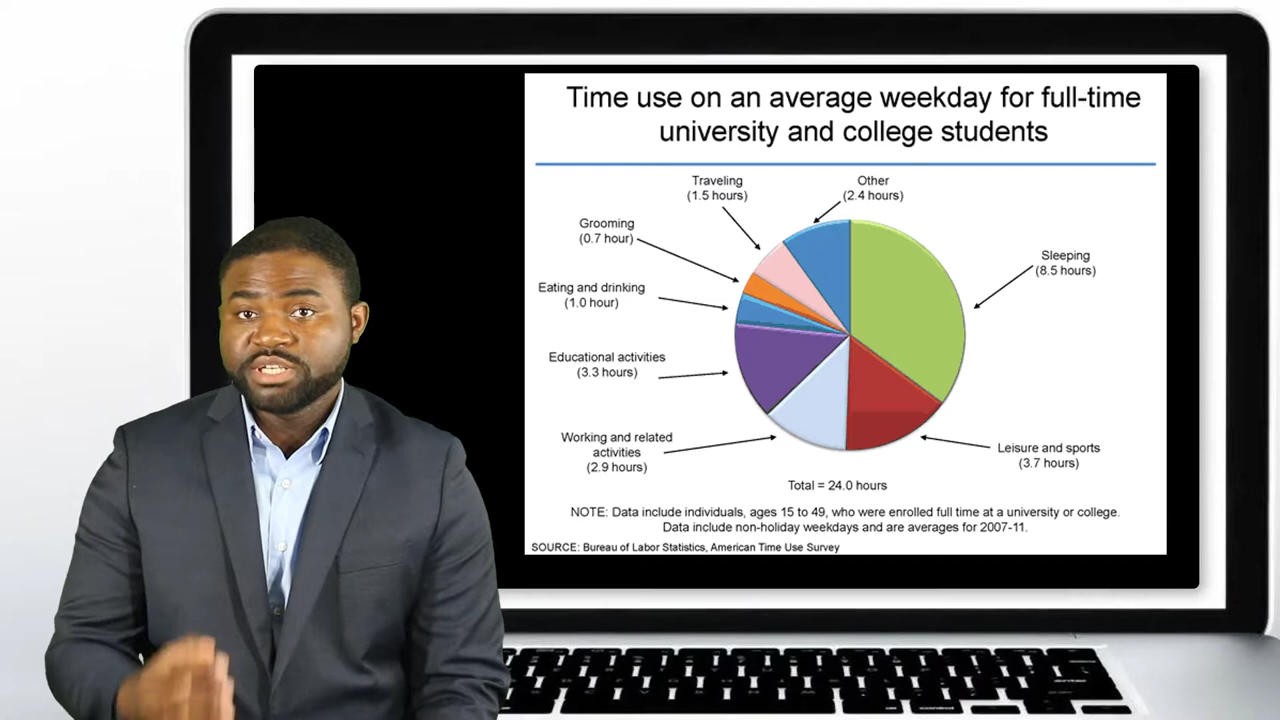 Time use on an average weekday for full-time
university and college students
Traveling
(1.5 hours)
Other
(2.4 hours)
Grooming
(0.7 hour)
Sleeping
(8.5 hours)
Eating and drinking
(1.0 hour)
Educational activities
(3.3 hours)
Working and related
activities
(2.9 hours)
Leisure and sports
(3.7 hours)
Total = 24.0 hours
NOTE: Data include individuals, ages 15 to 49, who were enrolled full time at a university or college.
Data include non-holiday weekdays and are averages for 2007-11.
SOURCE: Bureau of Labor Statistics, American Time Use Survey